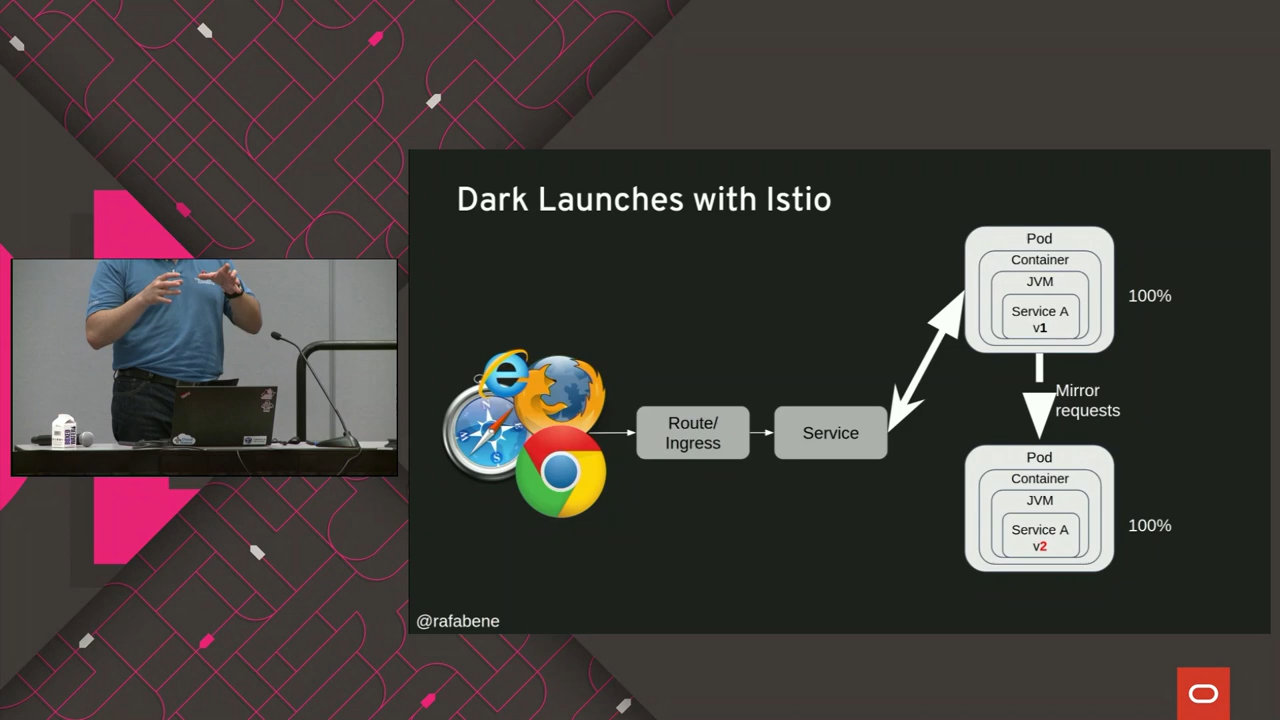 Dark Launches with Istio
Pod
Container
JVM
Service A
v1
100%
Mirror
requests
Route/
Ingress
Service
Pod
Container
JVM
Service A
v2
100%
@rafabene